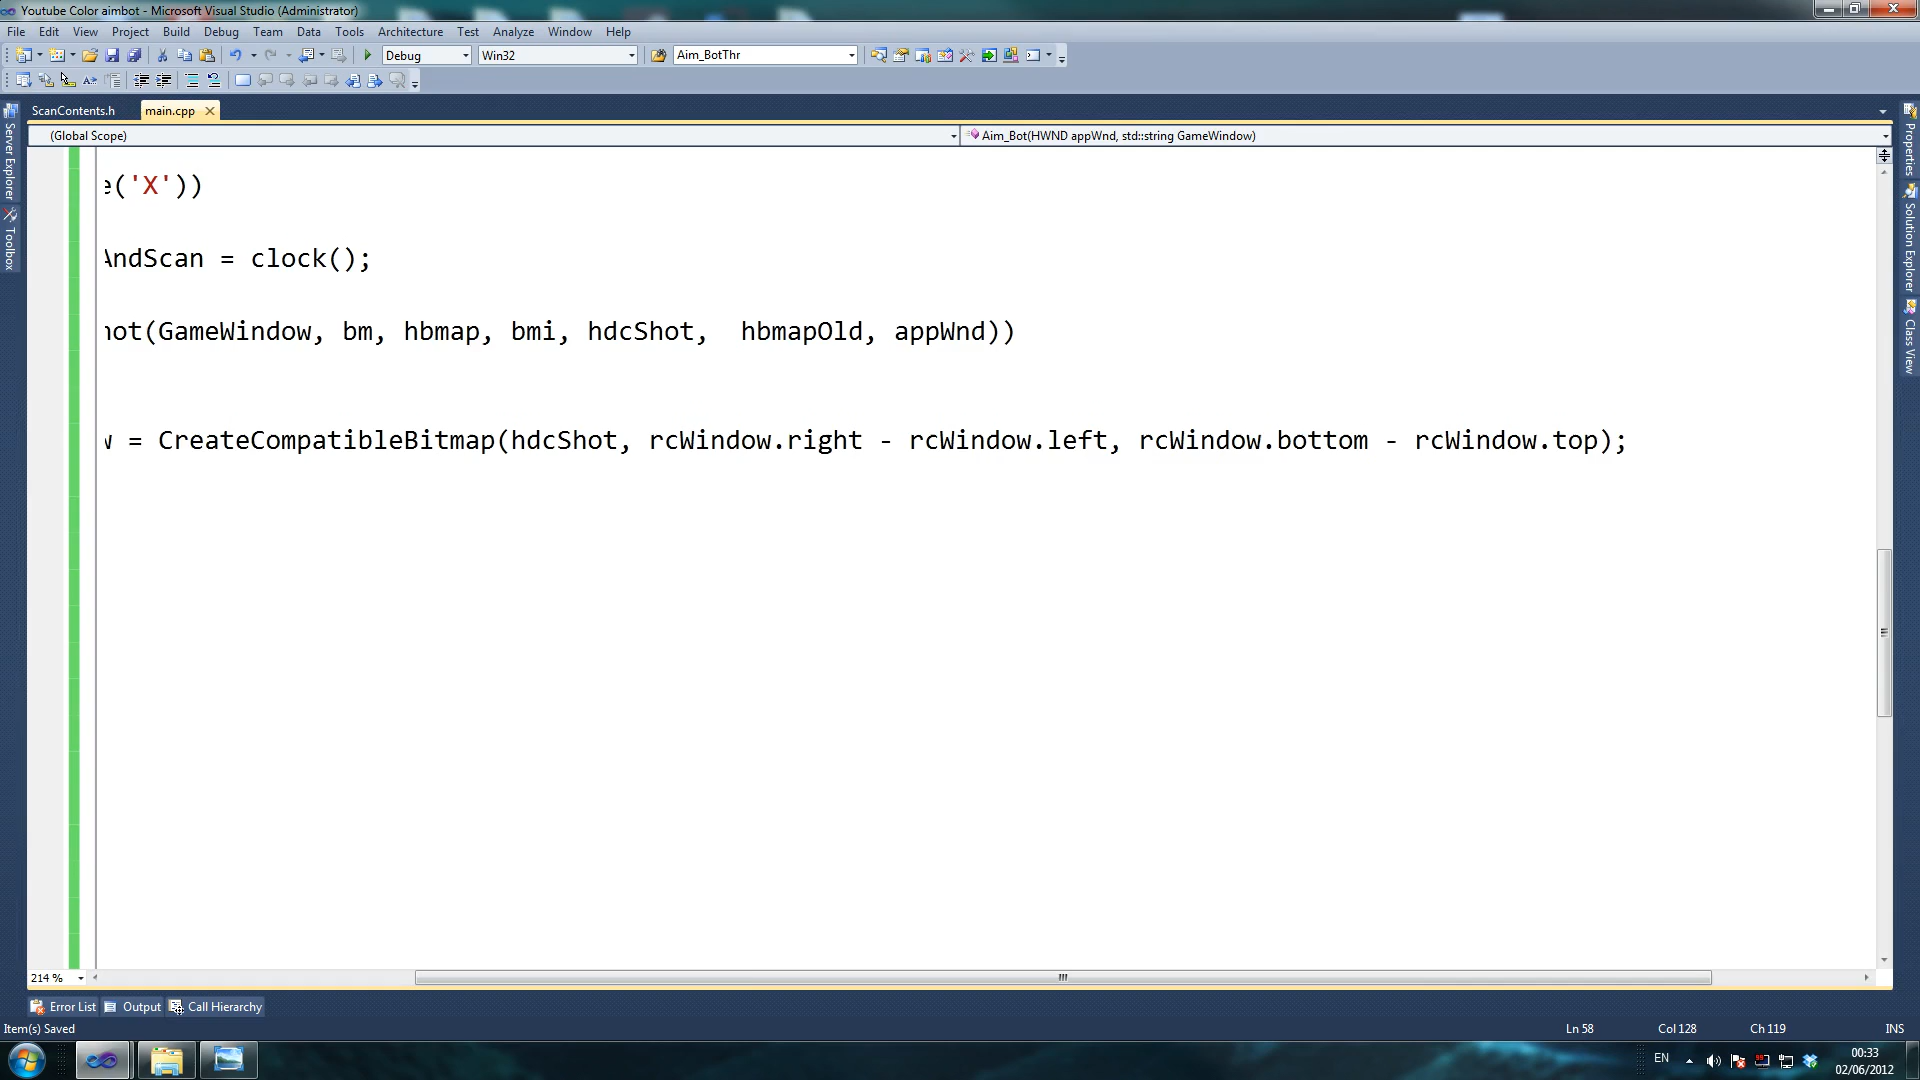 Youtube Color aimbot - Microsoft Visual Studio (Administrator)
File Edit View Project Build Debug Team Data Tools Architecture Test Analyze Window Help
Debug Win32 Aim_BotThr
ScanContents.h main.cpp
(Global Scope) Aim_Bot(HWND appWnd, std::string GameWindow)
Server Explorer
Toolbox
e('X'))
AndScan = clock();
hot(GameWindow, bm, hbmap, bmi, hdcShot,  hbmapOld, appWnd))
w = CreateCompatibleBitmap(hdcShot, rcWindow.right - rcWindow.left, rcWindow.bottom - rcWindow.top);
Properties
Solution Explorer
Class View
214 %
Error List Output Call Hierarchy
Item(s) Saved Ln 58 Col 128 Ch 119 INS
EN 00:33
02/06/2012